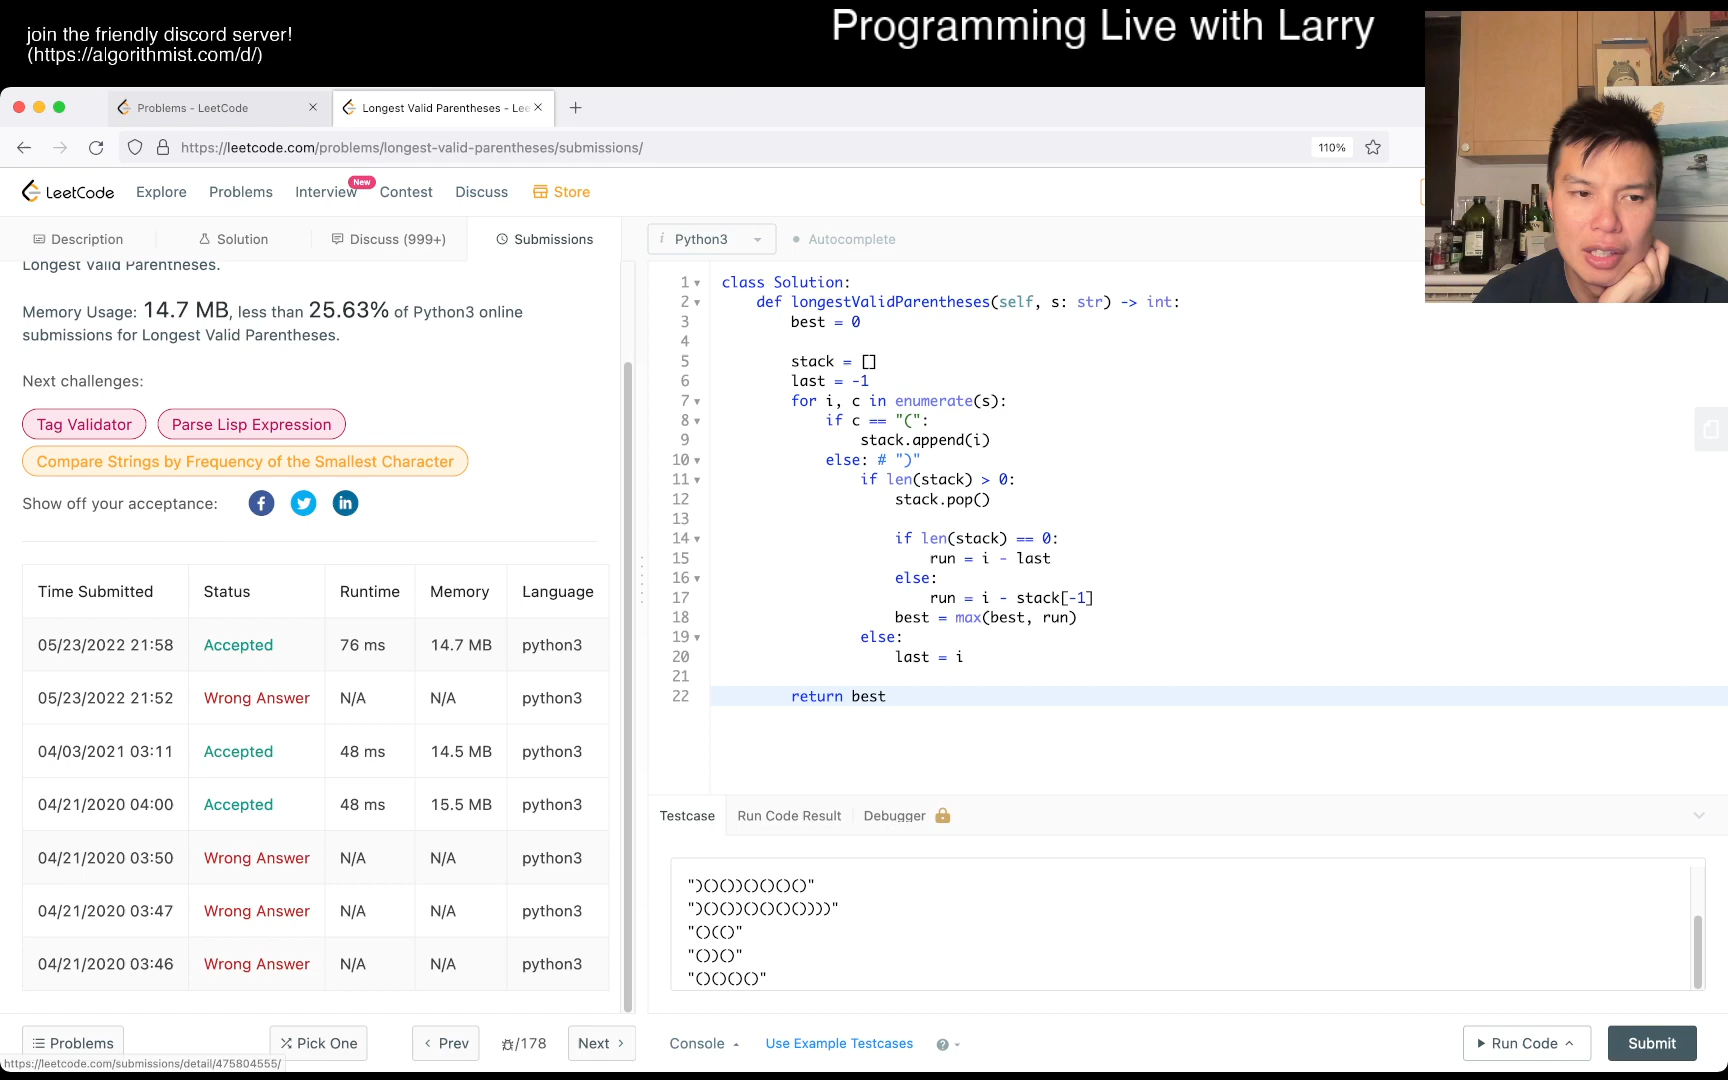 join the friendly discord server!
(https://algorithmist.com/d/)
Programming Live with Larry
Problems - LeetCode
Longest Valid Parentheses - Lee
https://leetcode.com/problems/longest-valid-parentheses/submissions/
110%
LeetCode
Explore
Problems
Interview
New
Contest
Discuss
Store
Description
Solution
Discuss (999+)
Submissions
i Python3
Autocomplete
Longest Valid Parentheses.
Memory Usage: 14.7 MB, less than 25.63% of Python3 online
submissions for Longest Valid Parentheses.
Next challenges:
Tag Validator
Parse Lisp Expression
Compare Strings by Frequency of the Smallest Character
Show off your acceptance:
Time Submitted Status Runtime Memory Language
05/23/2022 21:58 Accepted 76 ms 14.7 MB python3
05/23/2022 21:52 Wrong Answer N/A N/A python3
04/03/2021 03:11 Accepted 48 ms 14.5 MB python3
04/21/2020 04:00 Accepted 48 ms 15.5 MB python3
04/21/2020 03:50 Wrong Answer N/A N/A python3
04/21/2020 03:47 Wrong Answer N/A N/A python3
04/21/2020 03:46 Wrong Answer N/A N/A python3
1 class Solution:
2 def longestValidParentheses(self, s: str) -> int:
3 best = 0
4
5 stack = []
6 last = -1
7 for i, c in enumerate(s):
8 if c == "(":
9 stack.append(i)
10 else: # ")"
11 if len(stack) > 0:
12 stack.pop()
13
14 if len(stack) == 0:
15 run = i - last
16 else:
17 run = i - stack[-1]
18 best = max(best, run)
19 else:
20 last = i
21
22 return best
Testcase
Run Code Result
Debugger
")()())()()()()"
")()())()()()())))"
"()(()"
"())()"
"()()()()"
Problems
Pick One
Prev
/178
Next
Console
Use Example Testcases
?
Run Code
Submit
https://leetcode.com/submissions/detail/475804555/